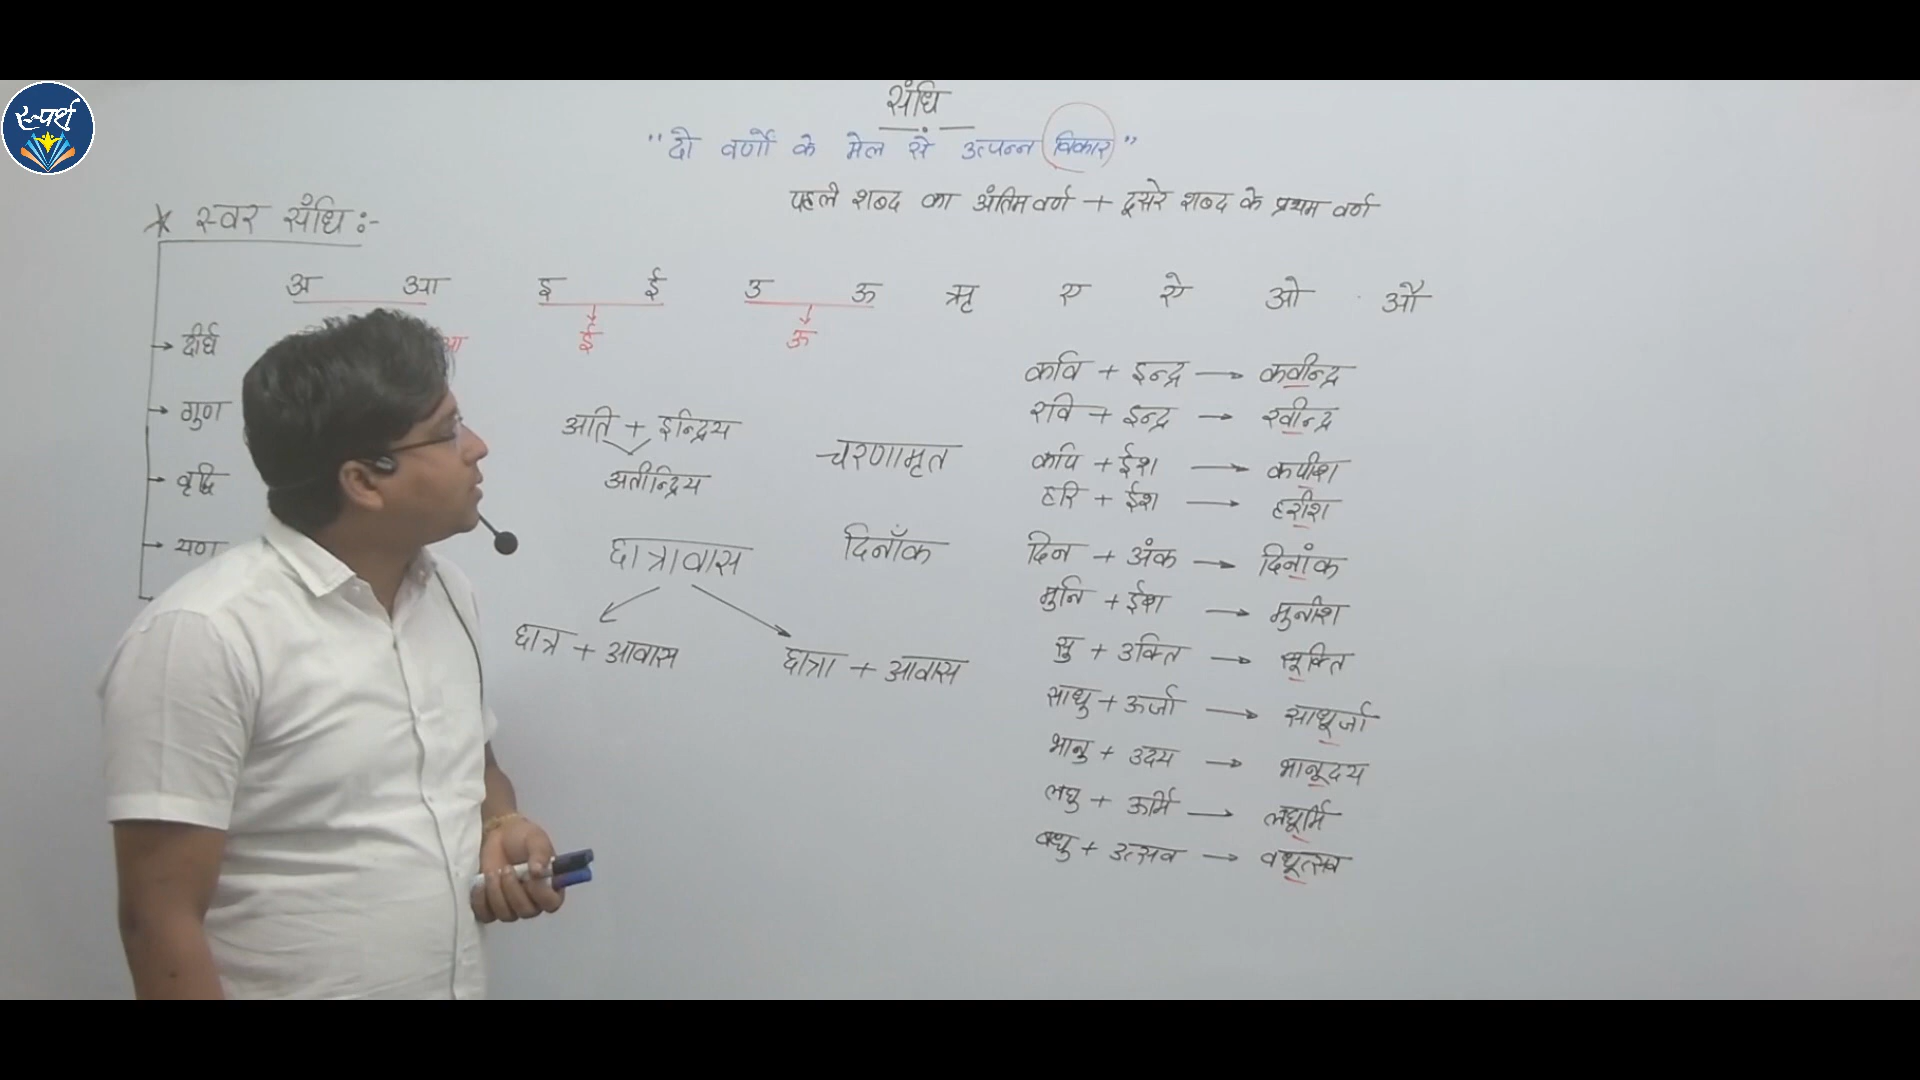 स्पर्श
संधि
"दो वर्णों के मेल से उत्पन्न विकार"
पहले शब्द का अंतिम वर्ण + दूसरे शब्द के प्रथम वर्ण
* स्वर संधि :-
अ आ इ ई उ ऊ ऋ ए ऐ ओ औ
→ दीर्घ
ई
ऊ
→ गुण
→ वृद्धि
→ यण
अति + इन्द्रिय
अतीन्द्रिय
चरणामृत
छात्रावास
दिनाँक
छात्र + आवास
छात्रा + आवास
कवि + इन्द्र → कवीन्द्र
रवि + इन्द्र → रवीन्द्र
कपि + ईश → कपीश
हरि + ईश → हरीश
दिन + अंक → दिनांक
मुनि + ईश → मुनीश
सु + उक्ति → सूक्ति
साधु + ऊर्जा → साधूर्जा
भानु + उदय → भानूदय
लघु + ऊर्मि → लघूर्मि
वधु + उत्सव → वधूत्सव